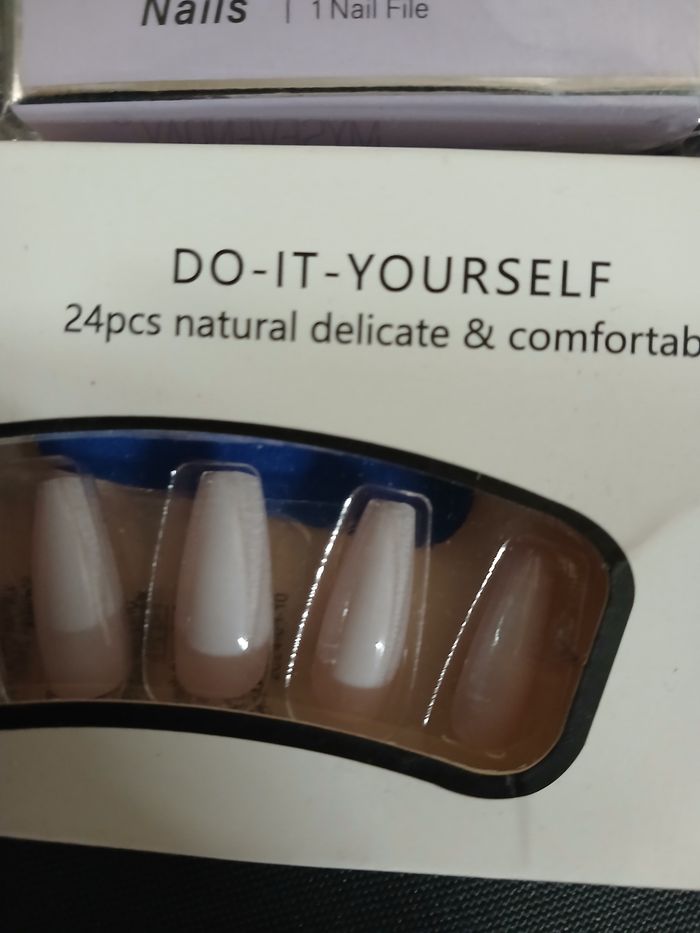 Nails | 1 Nail File
DO-IT-YOURSELF
24pcs natural delicate & comfortab